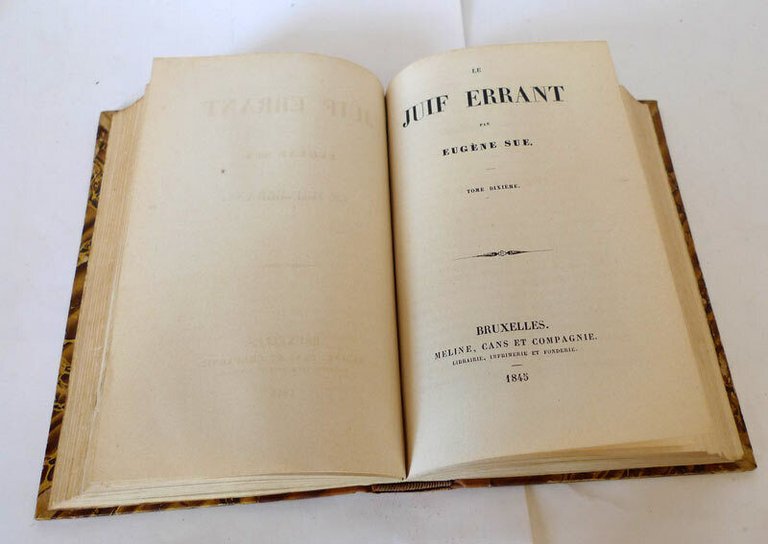 LE
JUIF ERRANT
PAR
EUGÈNE SUE.
TOME DIXIÈME.
BRUXELLES.
MELINE, CANS ET COMPAGNIE.
LIBRAIRIE, IMPRIMERIE ET FONDERIE.
1845